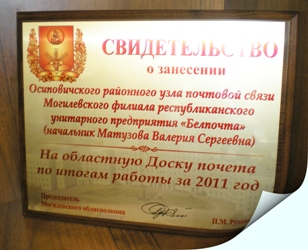 СВИДЕТЕЛЬСТВО
о занесении
Осиповичского районного узла почтовой связи
Могилевского филиала республиканского
унитарного предприятия «Белпочта»
(начальник Матузова Валерия Сергеевна)
На областную Доску почета
по итогам работы за 2011 год
Председатель
Могилевского облисполкома
П.М.